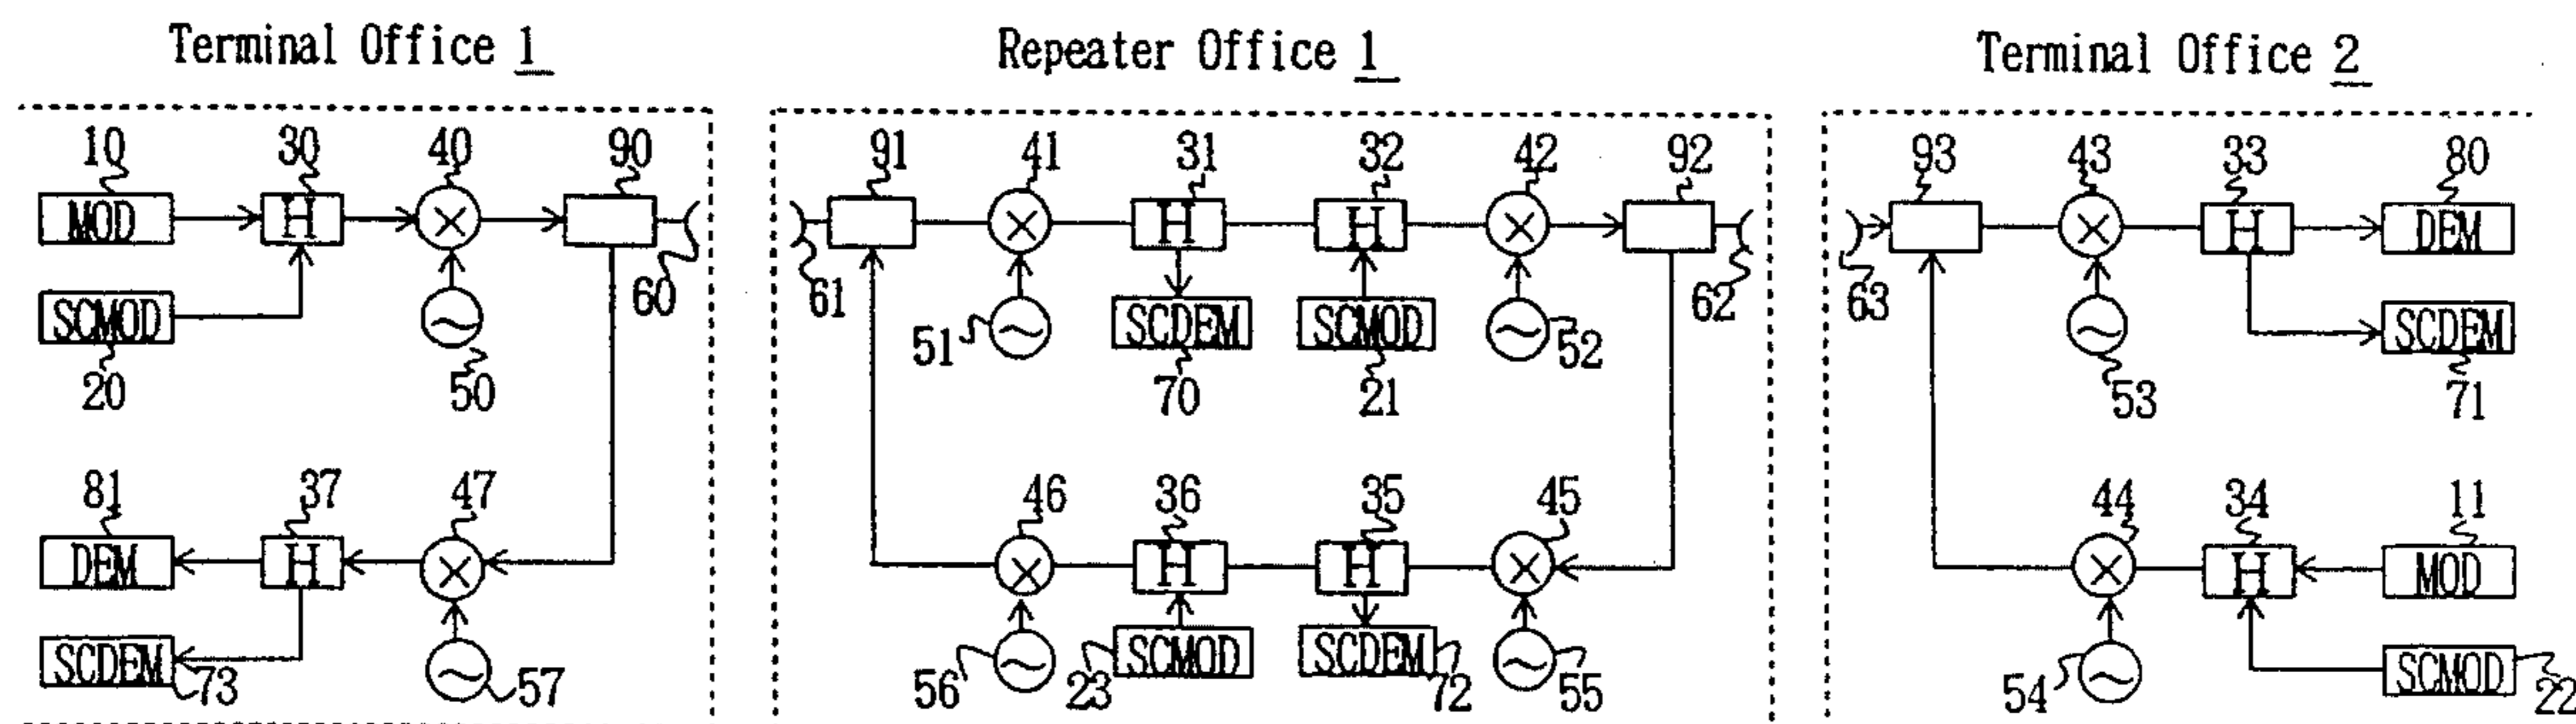 Terminal Office 1 Repeater Office 1 Terminal Office 2
10 30 40 90 91 41 31 32 42 92 93 43 33 80
MOD H H H H DEM
60 61 62 63
SCMOD SCDEM SCMOD SCDEM
20 50 51 70 21 52 53 71
81 37 47 46 36 35 45 44 34 11
DEM H H H H MOD
SCDEM 73 57 56 23 SCMOD SCDEM 72 55 54 SCMOD 22